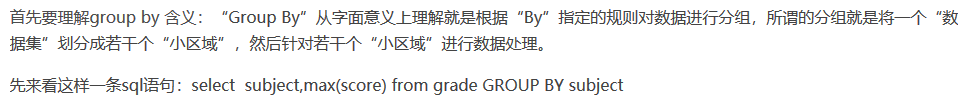 首先要理解group by 含义：“Group By”从字面意义上理解就是根据“By”指定的规则对数据进行分组，所谓的分组就是将一个“数
据集”划分成若干个“小区域”，然后针对若干个“小区域”进行数据处理。
先来看这样一条sql语句：select  subject,max(score) from grade GROUP BY subject